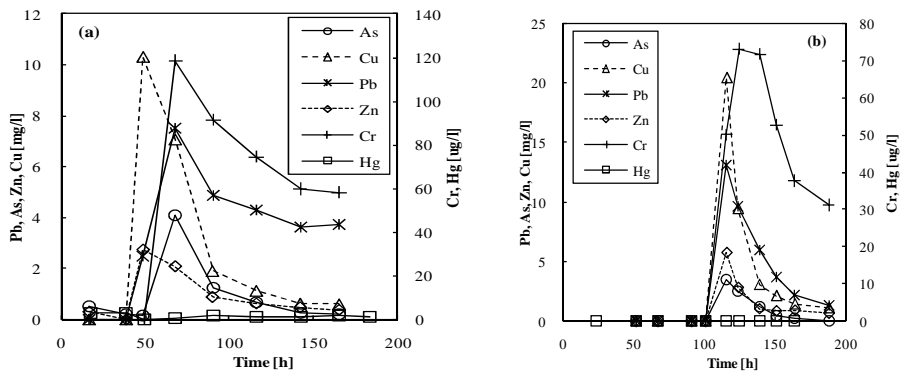 (a)
As
Cu
Pb
Zn
Cr
Hg
Pb, As, Zn, Cu [mg/l]
12
10
8
6
4
2
0
Cr, Hg [ug/l]
140
120
100
80
60
40
20
0
0 50 100 150 200
Time [h]
(b)
As
Cu
Pb
Zn
Cr
Hg
Pb, As, Zn, Cu [mg/l]
25
20
15
10
5
0
Cr, Hg [ug/l]
80
70
60
50
40
30
20
10
0
0 50 100 150 200
Time [h]